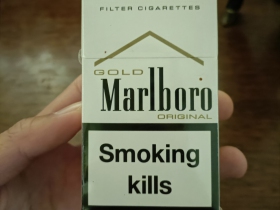 FILTER CIGARETTES
GOLD
Marlboro
ORIGINAL
Smoking
kills